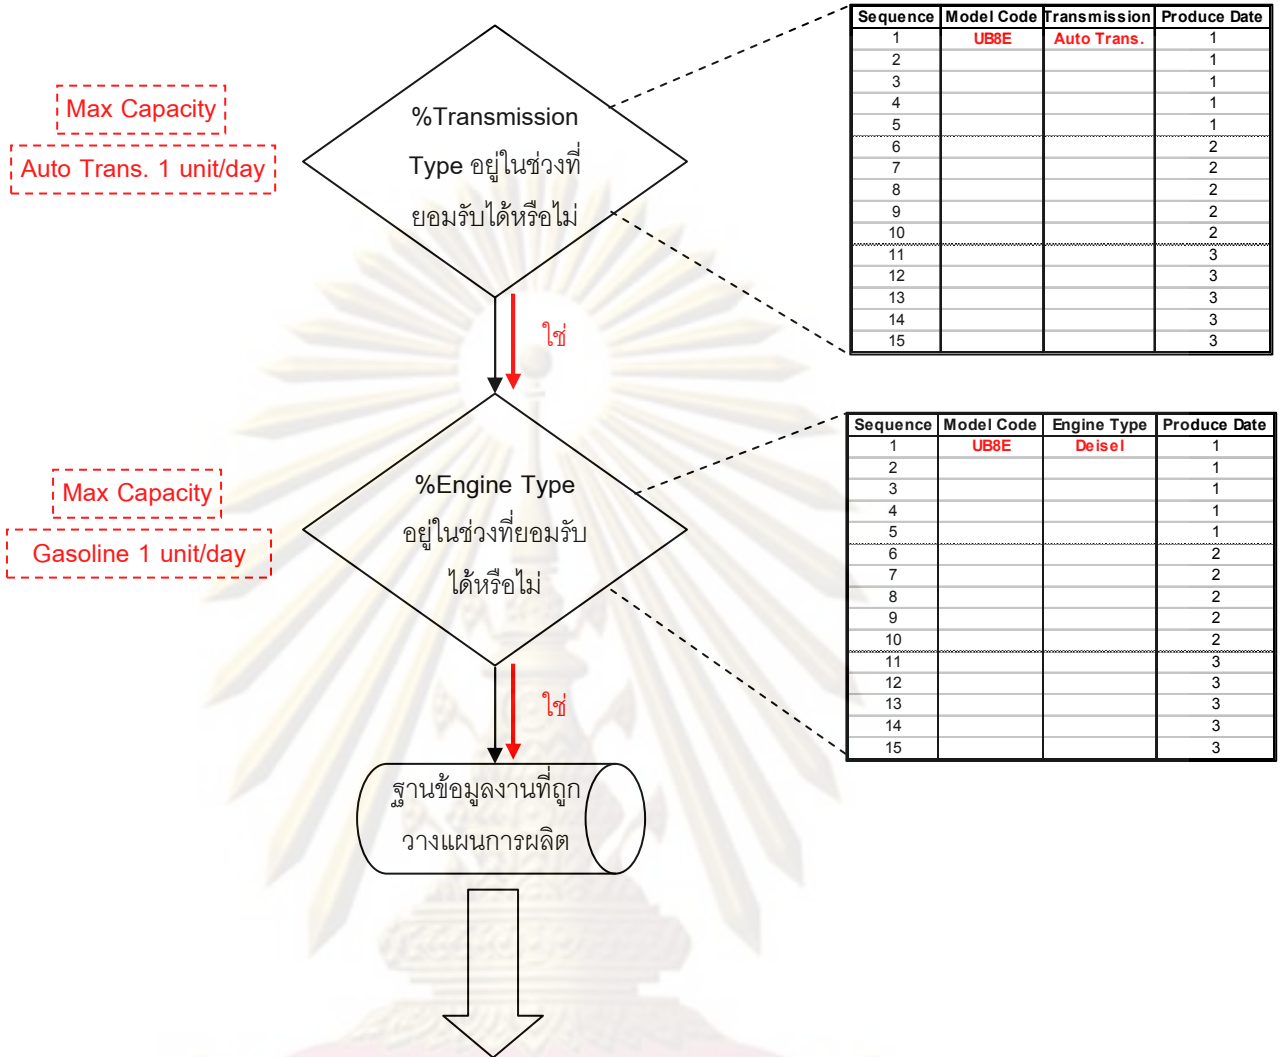 Sequence Model Code Transmission Produce Date
1 UB8E Auto Trans. 1
2 1
3 1
4 1
5 1
6 2
7 2
8 2
9 2
10 2
11 3
12 3
13 3
14 3
15 3
Max Capacity
Auto Trans. 1 unit/day
%Transmission
Type อยู่ในช่วงที่
ยอมรับได้หรือไม่
ใช่
Sequence Model Code Engine Type Produce Date
1 UB8E Deisel 1
2 1
3 1
4 1
5 1
6 2
7 2
8 2
9 2
10 2
11 3
12 3
13 3
14 3
15 3
Max Capacity
Gasoline 1 unit/day
%Engine Type
อยู่ในช่วงที่ยอมรับ
ได้หรือไม่
ใช่
ฐานข้อมูลงานที่ถูก
วางแผนการผลิต